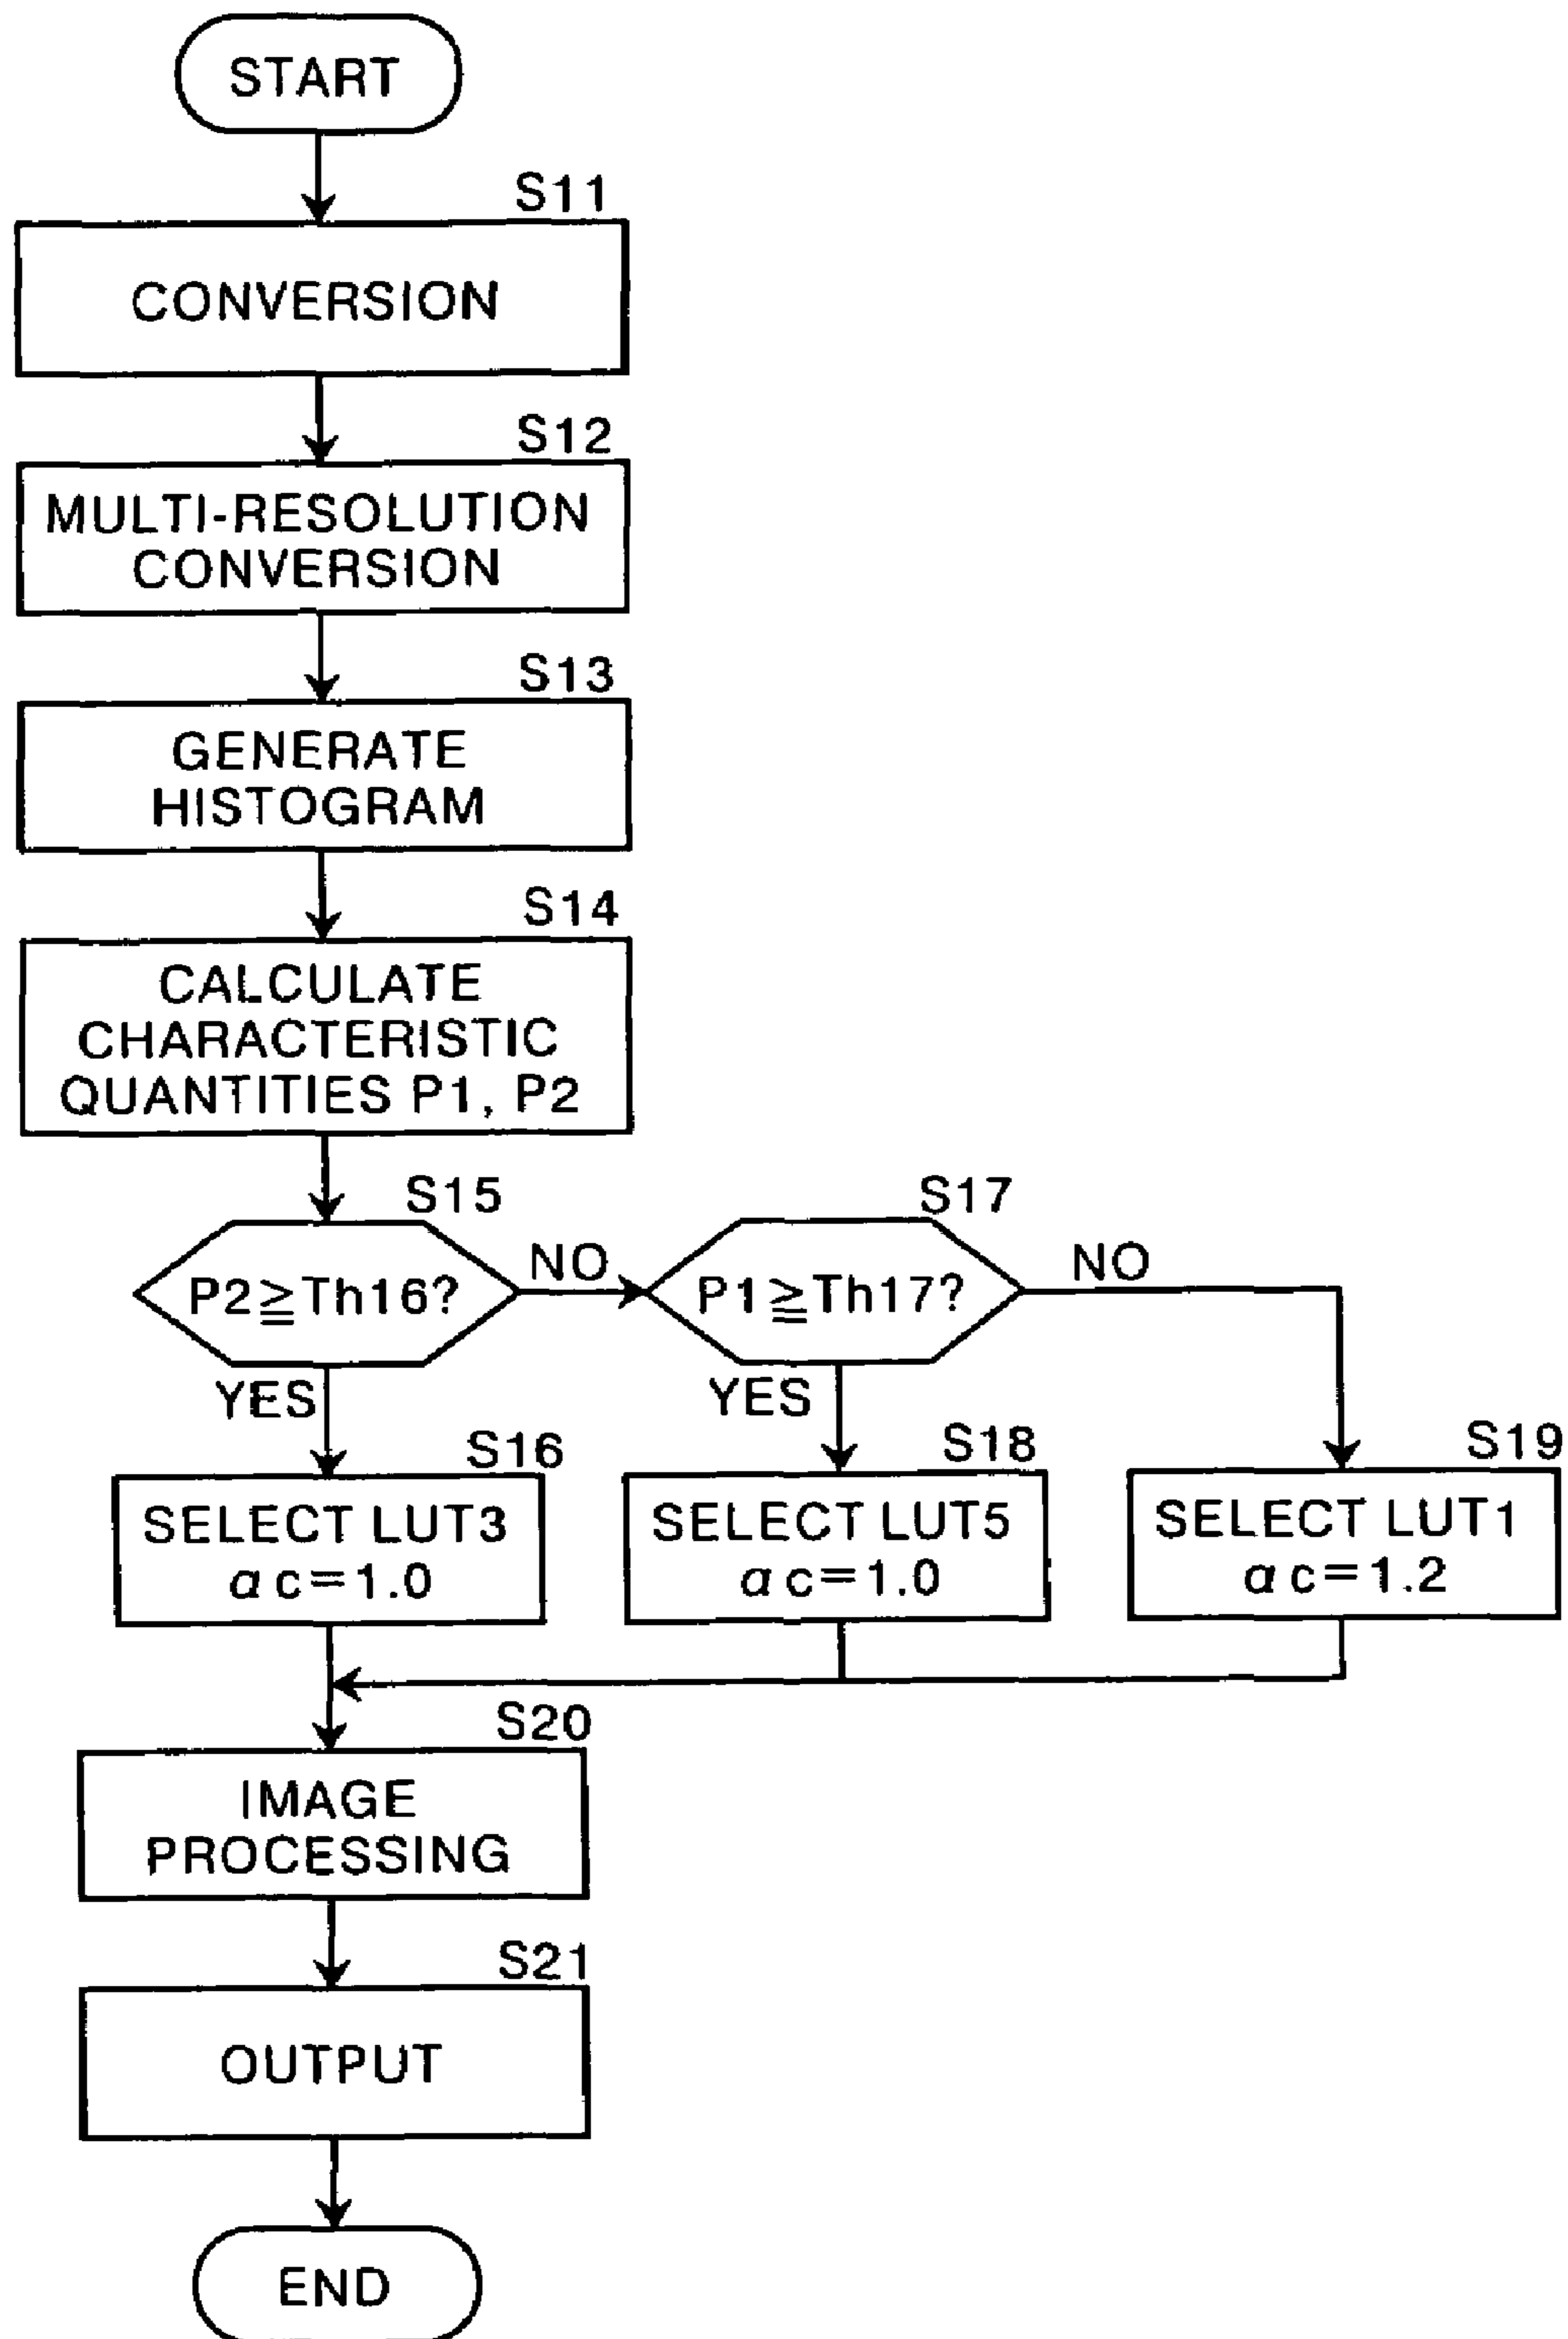 START
S11
CONVERSION
S12
MULTI-RESOLUTION
CONVERSION
S13
GENERATE
HISTOGRAM
S14
CALCULATE
CHARACTERISTIC
QUANTITIES P1, P2
S15
P2≧Th16?
NO
S17
P1≧Th17?
NO
YES
YES
S16
SELECT LUT3
αc=1.0
S18
SELECT LUT5
αc=1.0
S19
SELECT LUT1
αc=1.2
S20
IMAGE
PROCESSING
S21
OUTPUT
END